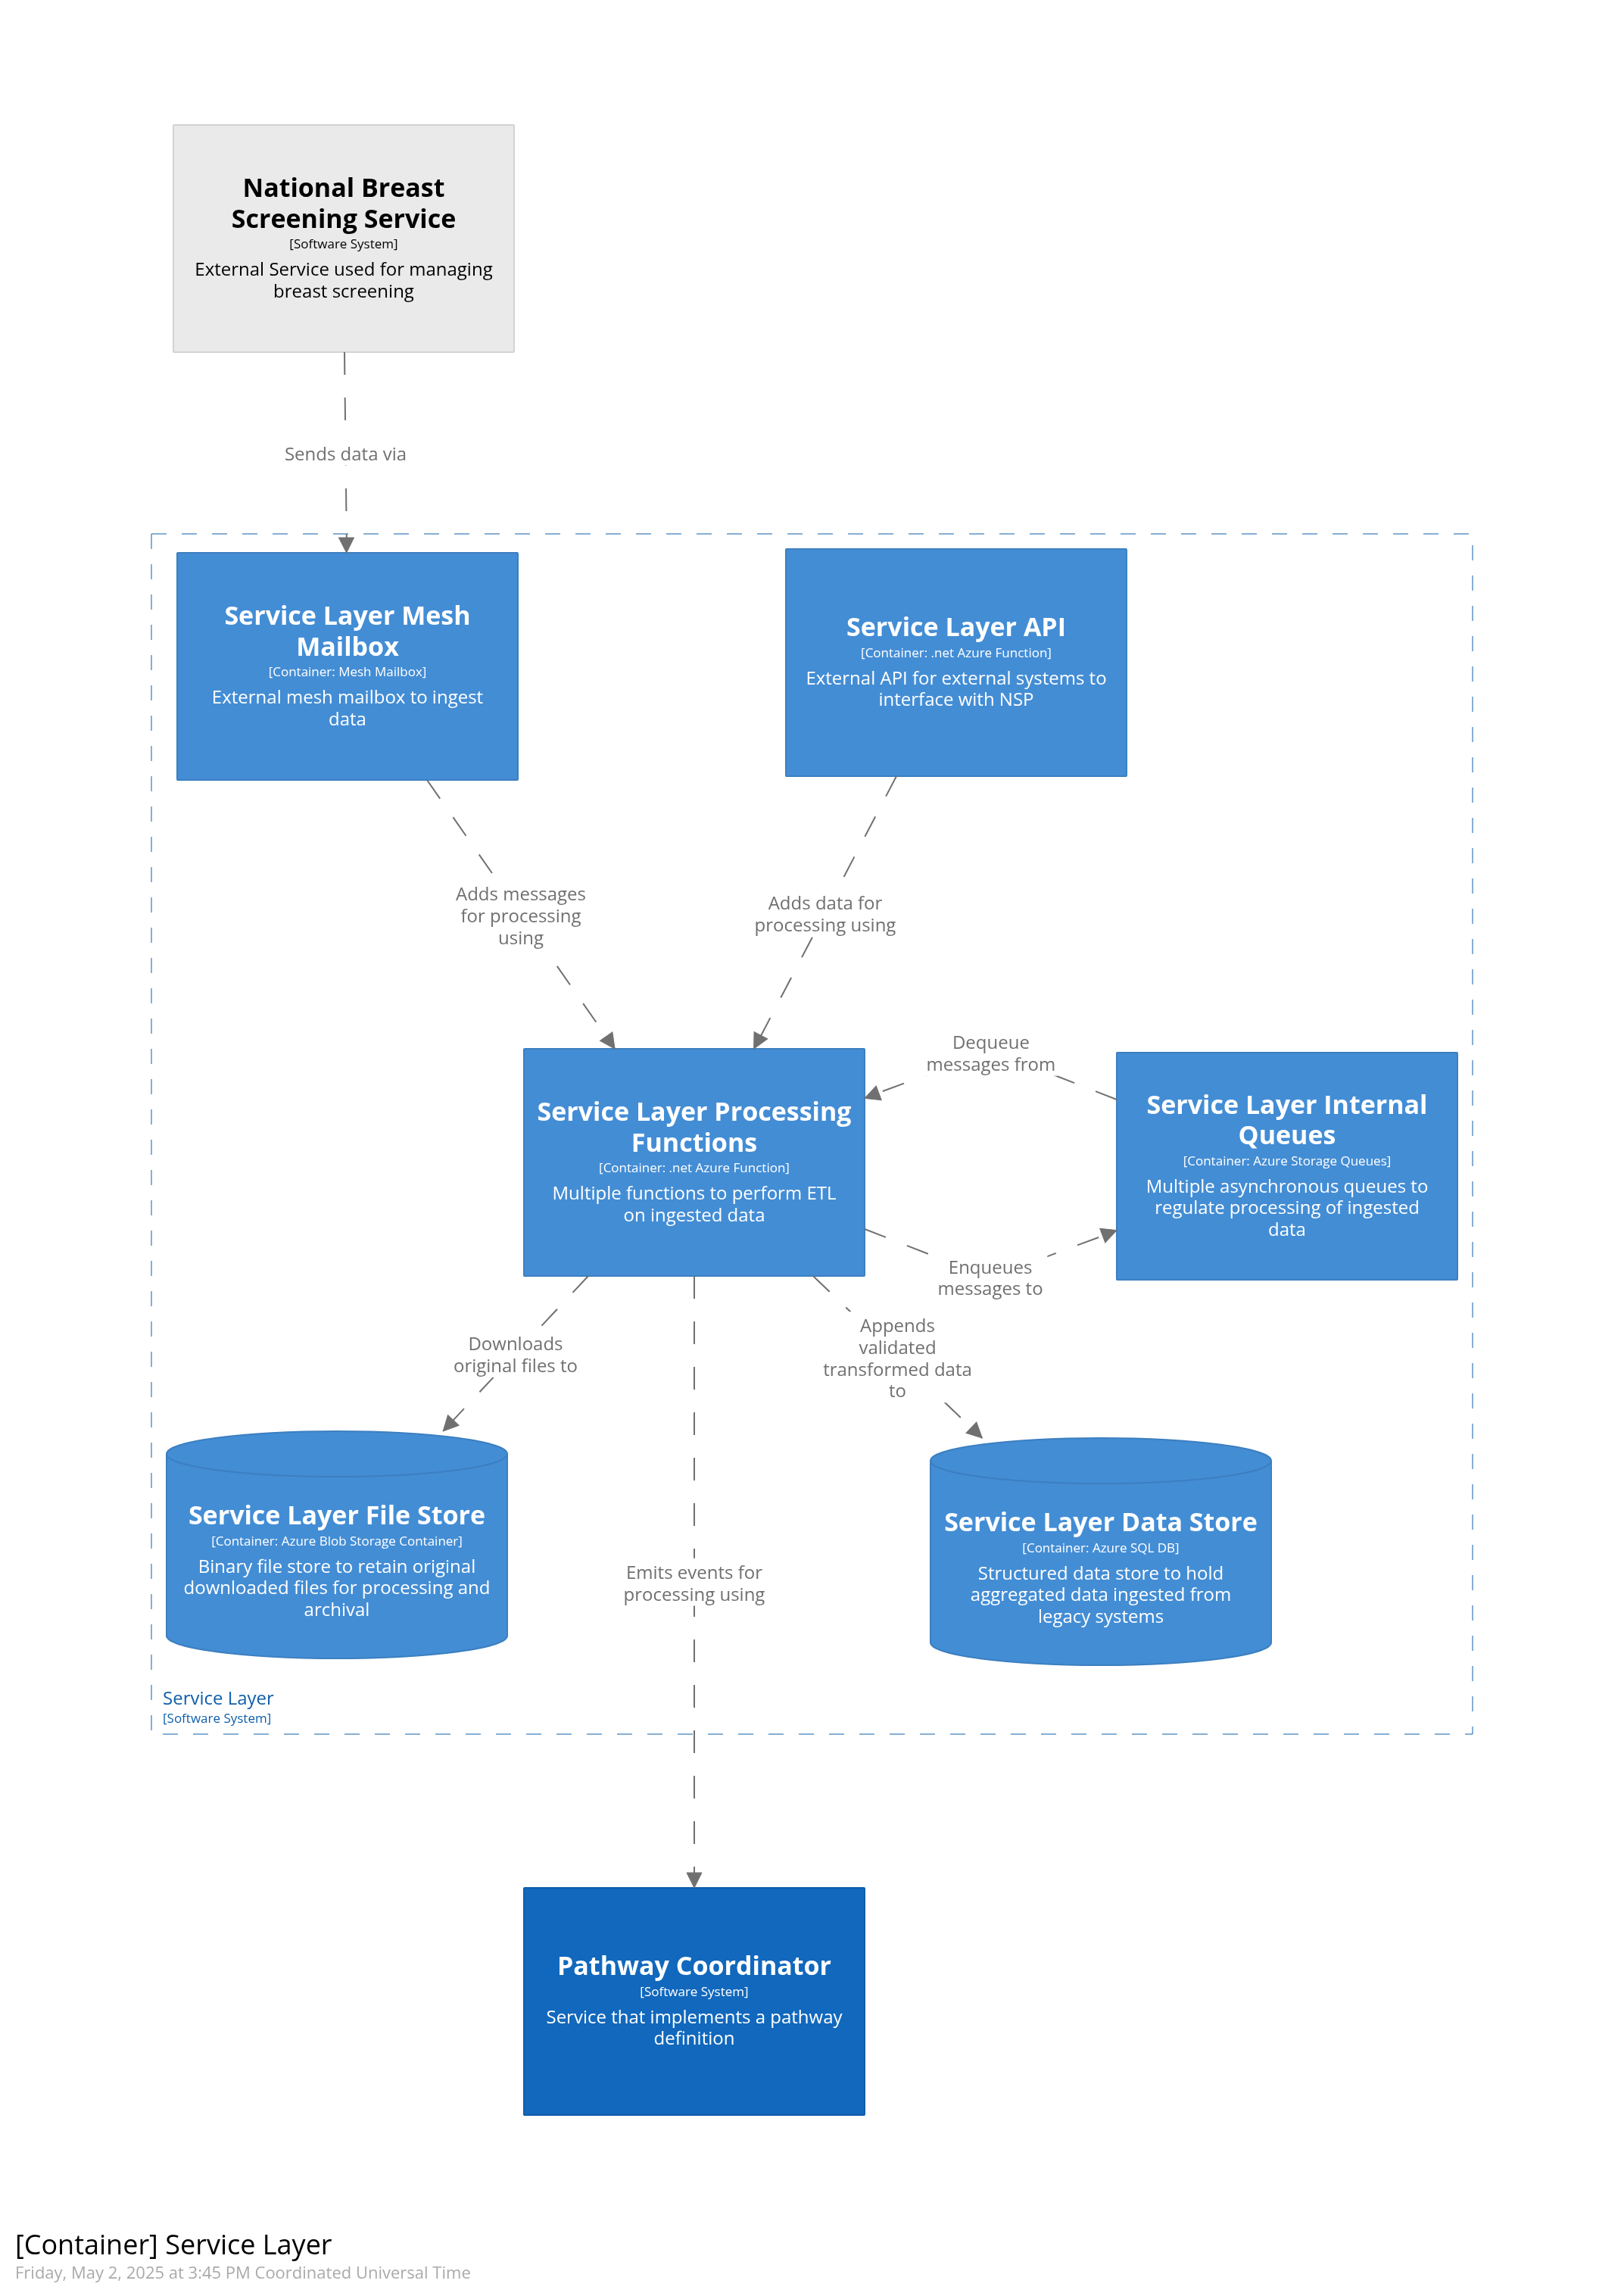 National Breast
Screening Service
[Software System]
External Service used for managing
breast screening
Sends data via
Service Layer Mesh
Mailbox
[Container: Mesh Mailbox]
External mesh mailbox to ingest
data
Service Layer API
[Container: .net Azure Function]
External API for external systems to
interface with NSP
Adds messages
for processing
using
Adds data for
processing using
Dequeue
messages from
Service Layer Processing
Functions
[Container: .net Azure Function]
Multiple functions to perform ETL
on ingested data
Service Layer Internal
Queues
[Container: Azure Storage Queues]
Multiple asynchronous queues to
regulate processing of ingested
data
Enqueues
messages to
Downloads
original files to
Appends
validated
transformed data
to
Service Layer File Store
[Container: Azure Blob Storage Container]
Binary file store to retain original
downloaded files for processing and
archival
Emits events for
processing using
Service Layer Data Store
[Container: Azure SQL DB]
Structured data store to hold
aggregated data ingested from
legacy systems
Service Layer
[Software System]
Pathway Coordinator
[Software System]
Service that implements a pathway
definition
[Container] Service Layer
Friday, May 2, 2025 at 3:45 PM Coordinated Universal Time